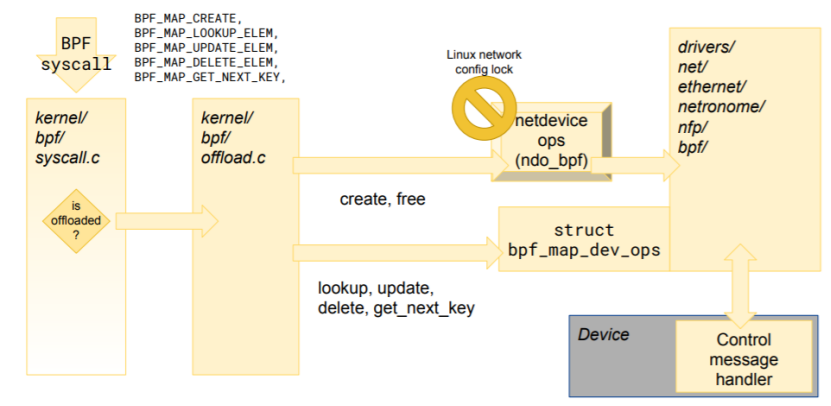 BPF
syscall
BPF_MAP_CREATE,
BPF_MAP_LOOKUP_ELEM,
BPF_MAP_UPDATE_ELEM,
BPF_MAP_DELETE_ELEM,
BPF_MAP_GET_NEXT_KEY,
kernel/
bpf/
syscall.c
is
offloaded
?
kernel/
bpf/
offload.c
Linux network
config lock
netdevice
ops
(ndo_bpf)
create, free
struct
bpf_map_dev_ops
lookup, update,
delete, get_next_key
drivers/
net/
ethernet/
netronome/
nfp/
bpf/
Device
Control
message
handler